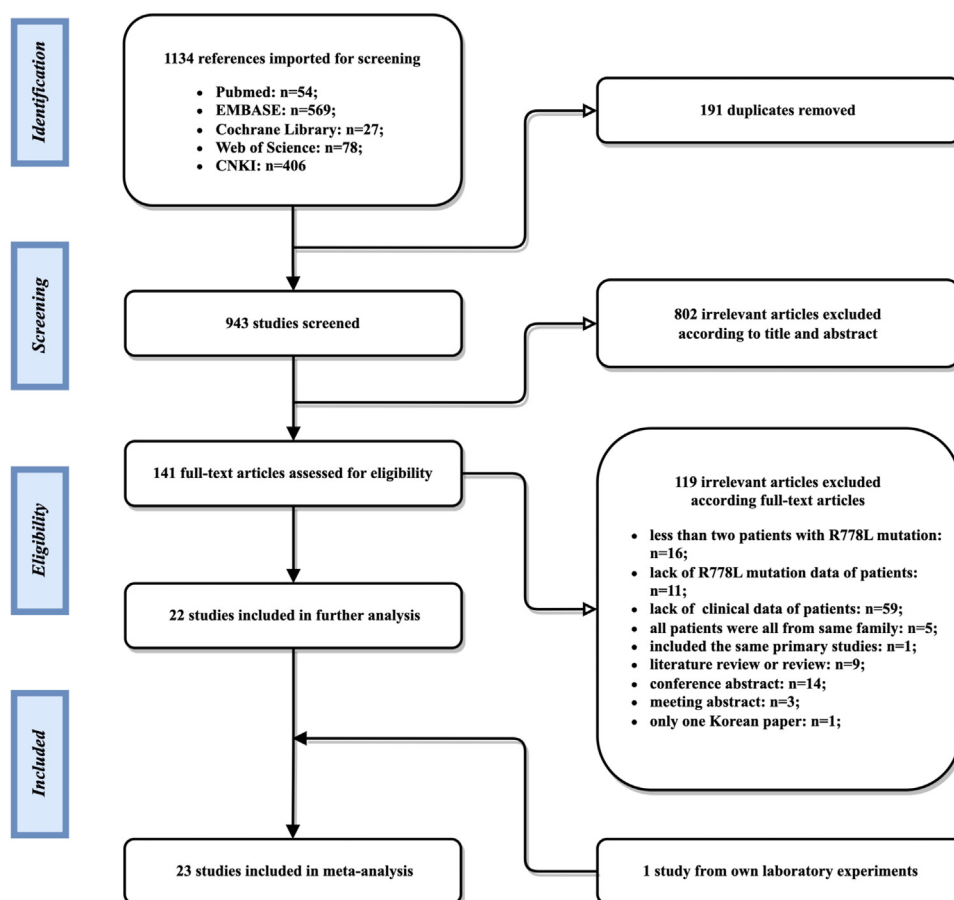 Identification
1134 references imported for screening
• Pubmed: n=54;
• EMBASE: n=569;
• Cochrane Library: n=27;
• Web of Science: n=78;
• CNKI: n=406
191 duplicates removed
Screening
943 studies screened
802 irrelevant articles excluded
according to title and abstract
Eligibility
141 full-text articles assessed for eligibility
119 irrelevant articles excluded
according full-text articles
• less than two patients with R778L mutation:
n=16;
• lack of R778L mutation data of patients:
n=11;
• lack of clinical data of patients: n=59;
• all patients were all from same family: n=5;
• included the same primary studies: n=1;
• literature review or review: n=9;
• conference abstract: n=14;
• meeting abstract: n=3;
• only one Korean paper: n=1;
22 studies included in further analysis
Included
23 studies included in meta-analysis
1 study from own laboratory experiments